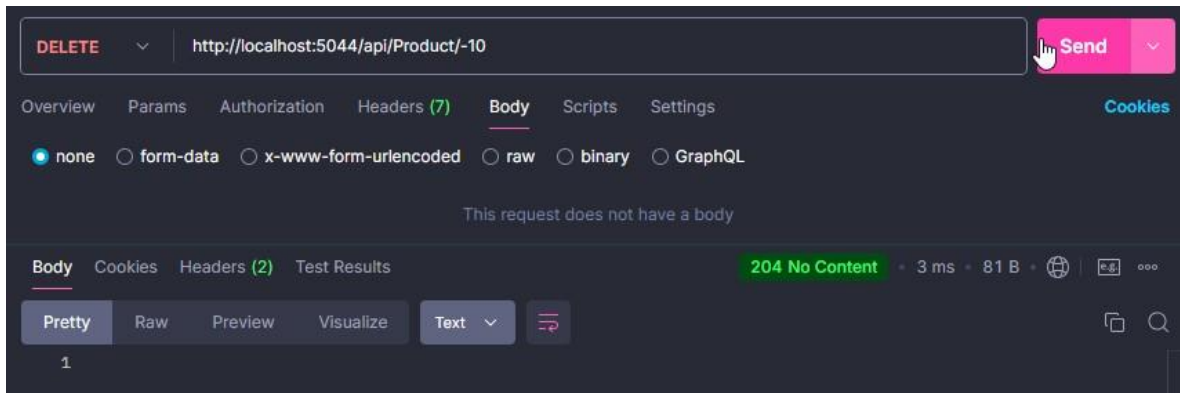 DELETE http://localhost:5044/api/Product/-10 Send
Overview Params Authorization Headers (7) Body Scripts Settings Cookies
none form-data x-www-form-urlencoded raw binary GraphQL
This request does not have a body
Body Cookies Headers (2) Test Results 204 No Content • 3 ms • 81 B • e.g. ooo
Pretty Raw Preview Visualize Text
1